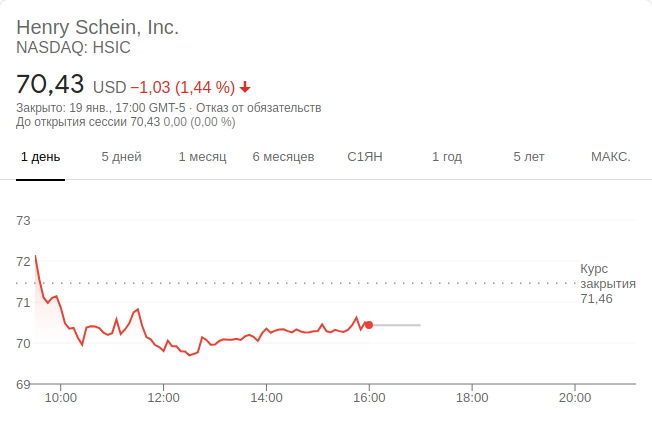 Henry Schein, Inc.
NASDAQ: HSIC
70,43 USD −1,03 (1,44 %)
Закрыто: 19 янв., 17:00 GMT-5 · Отказ от обязательств
До открытия сессии 70,43 0,00 (0,00 %)
1 день 5 дней 1 месяц 6 месяцев С1ЯН 1 год 5 лет МАКС.
73
72
71
70
69
Курс
закрытия
71,46
10:00 12:00 14:00 16:00 18:00 20:00